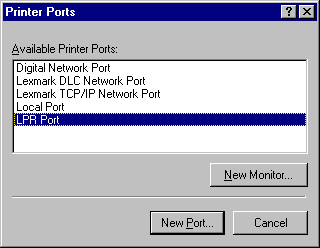 Printer Ports
Available Printer Ports:
Digital Network Port
Lexmark DLC Network Port
Lexmark TCP/IP Network Port
Local Port
LPR Port
New Monitor...
New Port...
Cancel